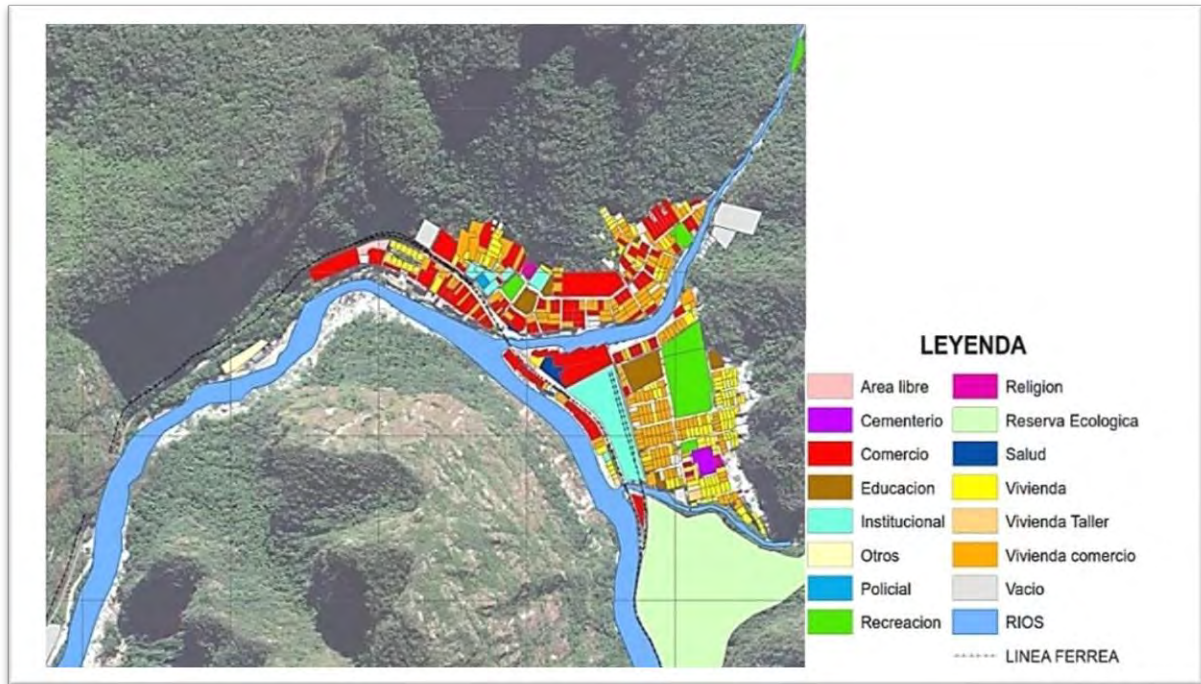 LEYENDA
Area libre
Cementerio
Comercio
Educacion
Institucional
Otros
Policial
Recreacion
Religion
Reserva Ecologica
Salud
Vivienda
Vivienda Taller
Vivienda comercio
Vacio
RIOS
LINEA FERREA